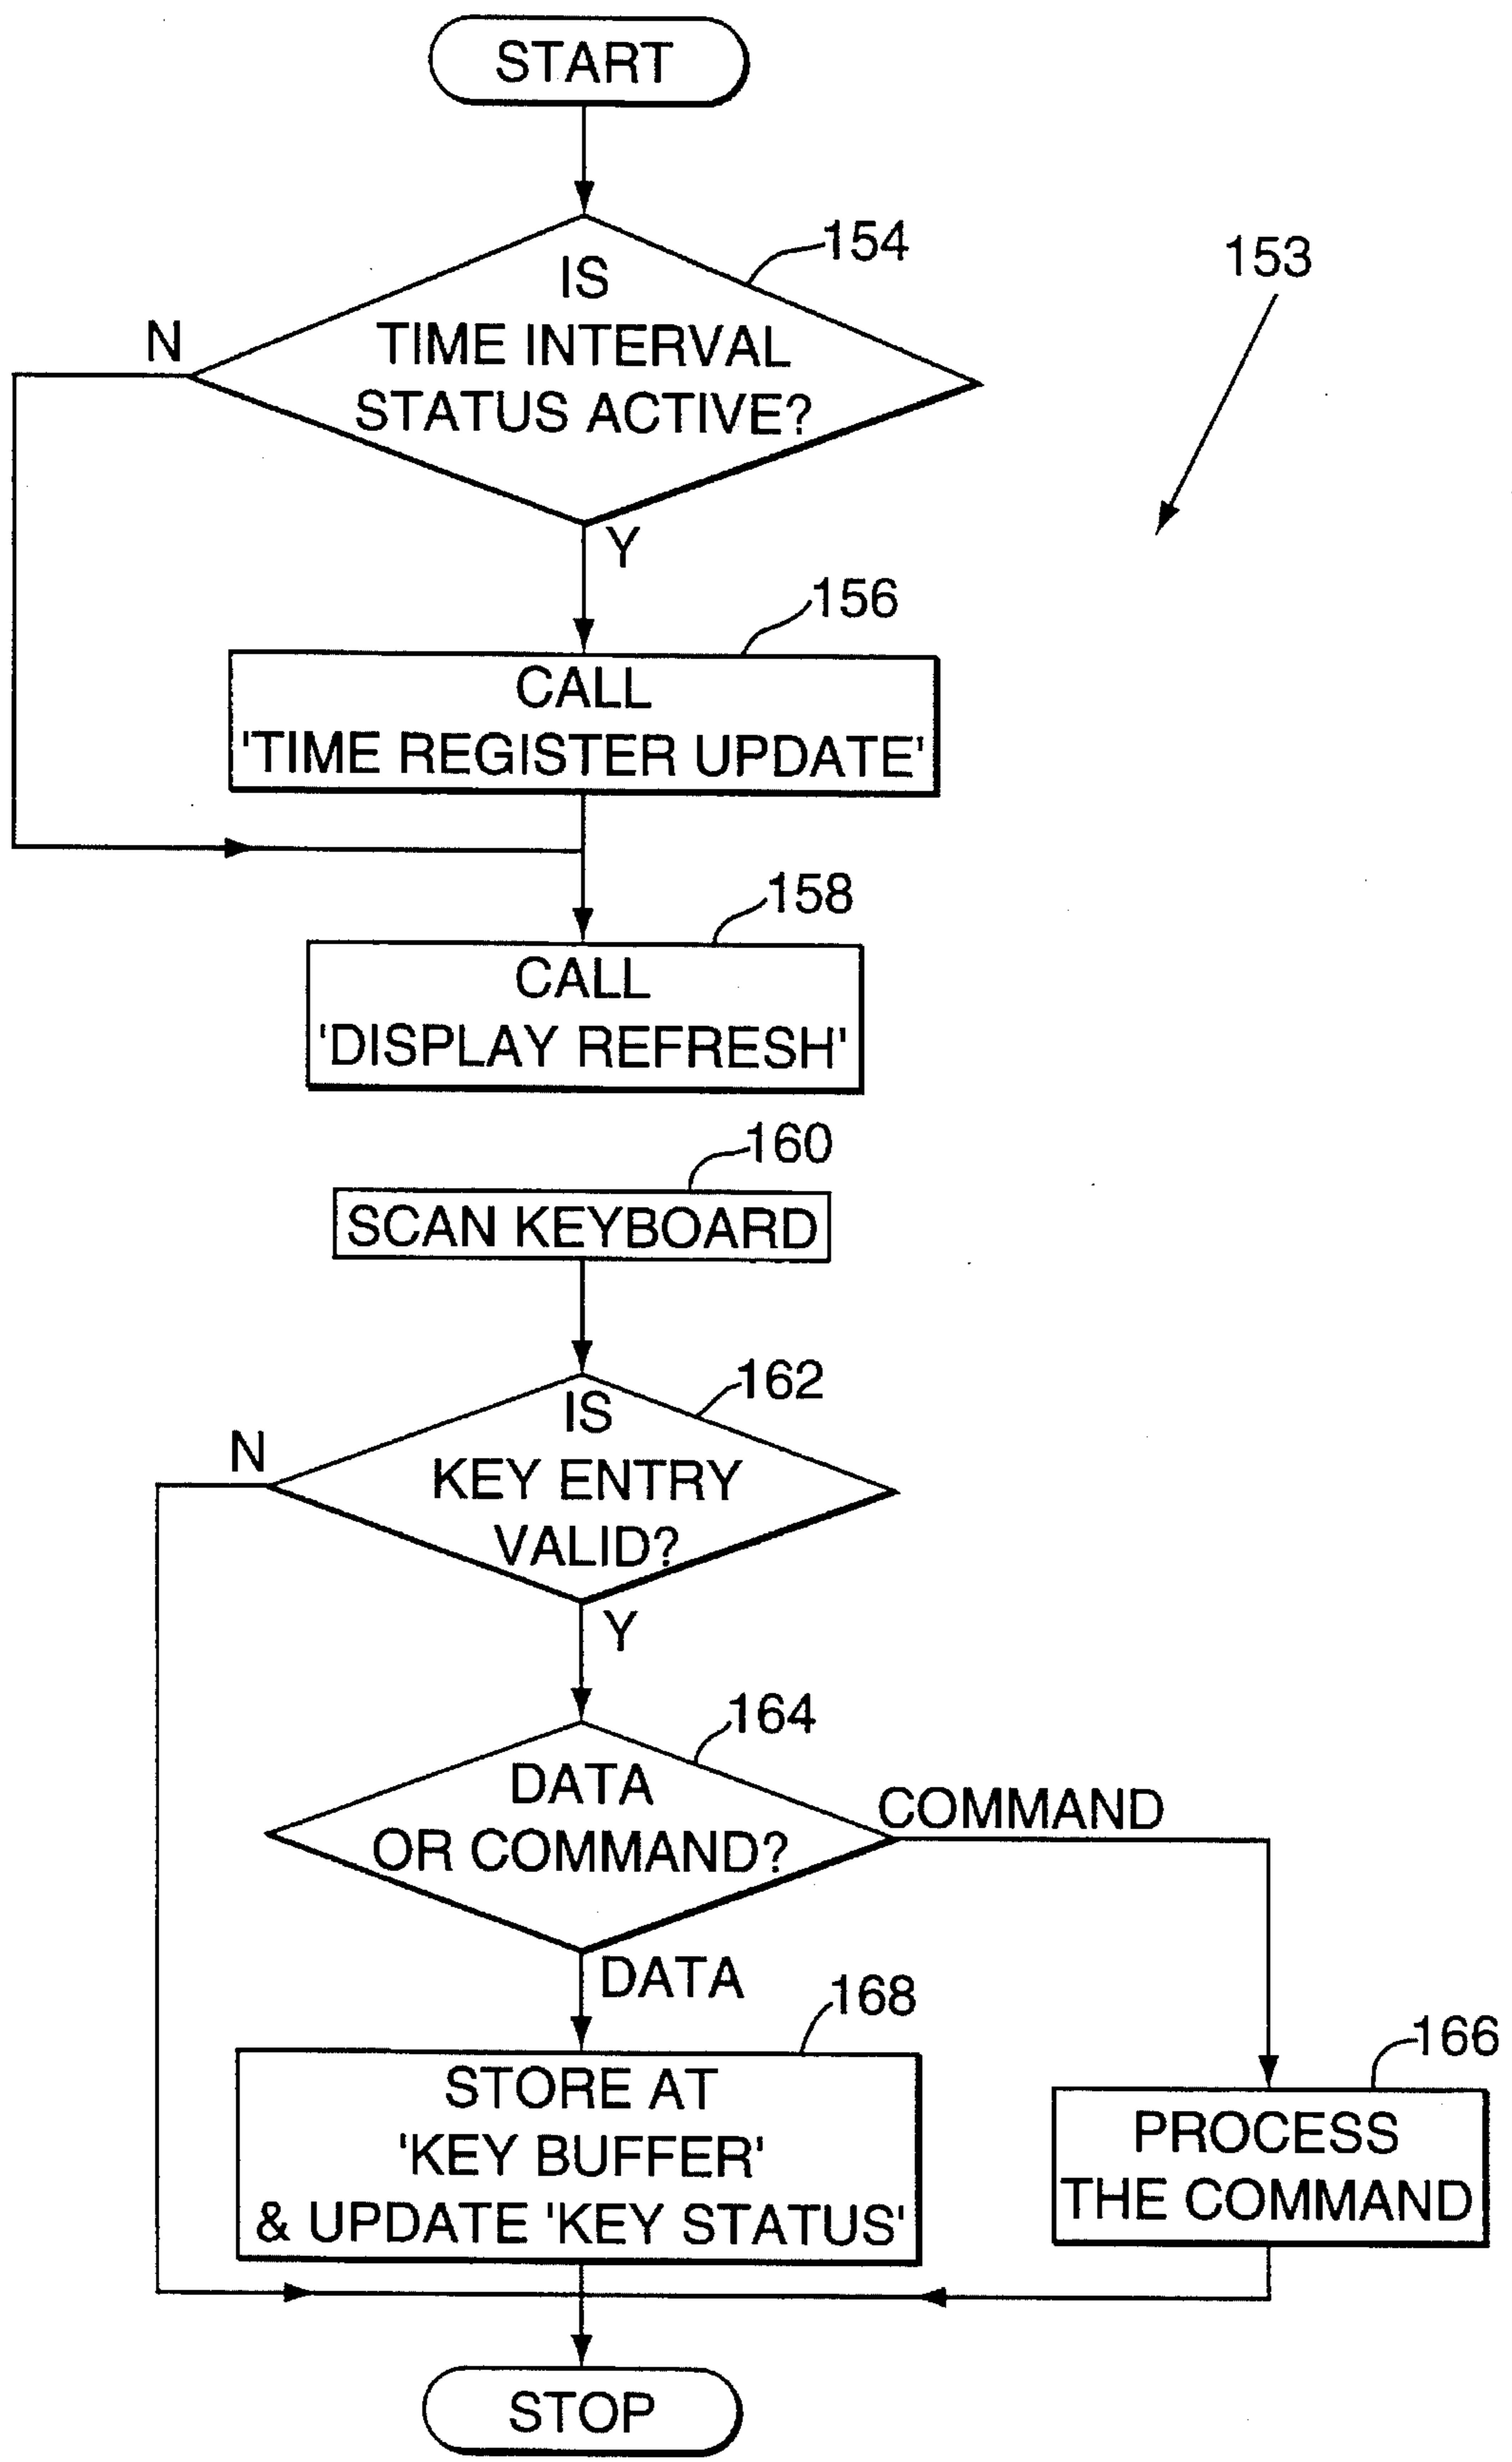 START
154
153
IS
TIME INTERVAL
STATUS ACTIVE?
N
Y
156
CALL
'TIME REGISTER UPDATE'
158
CALL
'DISPLAY REFRESH'
160
SCAN KEYBOARD
162
IS
KEY ENTRY
VALID?
N
Y
164
DATA
OR COMMAND?
COMMAND
DATA
168
STORE AT
'KEY BUFFER'
& UPDATE 'KEY STATUS'
166
PROCESS
THE COMMAND
STOP